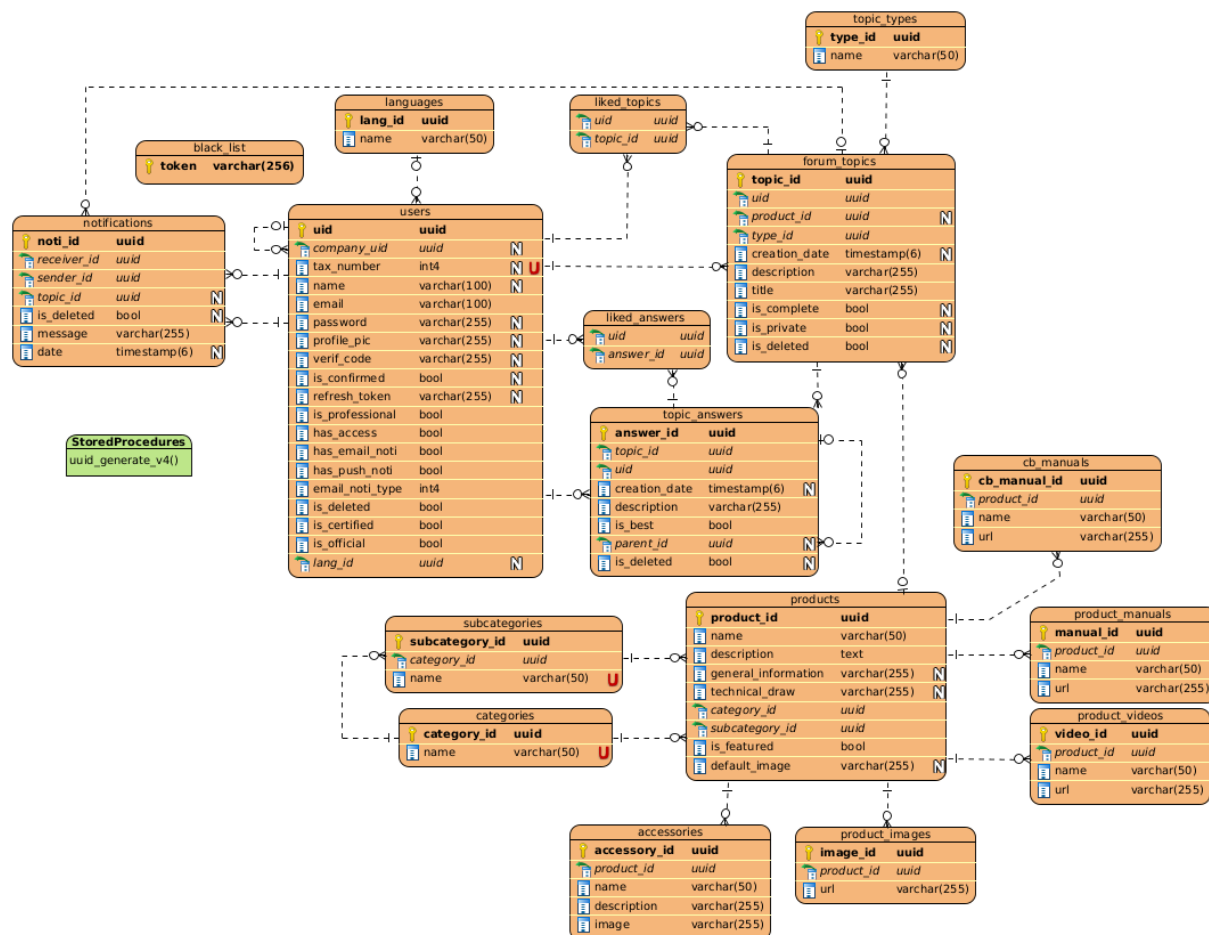 topic_types
type_id uuid
name varchar(50)
languages
lang_id uuid
name varchar(50)
liked_topics
uid uuid
topic_id uuid
black_list
token varchar(256)
forum_topics
topic_id uuid
uid uuid
product_id uuid N
type_id uuid
creation_date timestamp(6) N
description varchar(255)
title varchar(255)
is_complete bool N
is_private bool N
is_deleted bool N
notifications
noti_id uuid
receiver_id uuid
sender_id uuid
topic_id uuid N
is_deleted bool N
message varchar(255)
date timestamp(6) N
users
uid uuid
company_uid uuid N
tax_number int4 N U
name varchar(100) N
email varchar(100)
password varchar(255) N
profile_pic varchar(255) N
verif_code varchar(255) N
is_confirmed bool N
refresh_token varchar(255) N
is_professional bool
has_access bool
has_email_noti bool
has_push_noti bool
email_noti_type int4
is_deleted bool
is_certified bool
is_official bool
lang_id uuid N
liked_answers
uid uuid
answer_id uuid
topic_answers
answer_id uuid
topic_id uuid
uid uuid
creation_date timestamp(6) N
description varchar(255)
is_best bool
parent_id uuid N
is_deleted bool N
StoredProcedures
uuid_generate_v4()
cb_manuals
cb_manual_id uuid
product_id uuid
name varchar(50)
url varchar(255)
products
product_id uuid
name varchar(50)
description text
general_information varchar(255) N
technical_draw varchar(255) N
category_id uuid
subcategory_id uuid
is_featured bool
default_image varchar(255) N
subcategories
subcategory_id uuid
category_id uuid
name varchar(50) U
categories
category_id uuid
name varchar(50) U
product_manuals
manual_id uuid
product_id uuid
name varchar(50)
url varchar(255)
product_videos
video_id uuid
product_id uuid
name varchar(50)
url varchar(255)
accessories
accessory_id uuid
product_id uuid
name varchar(50)
description varchar(255)
image varchar(255)
product_images
image_id uuid
product_id uuid
url varchar(255)